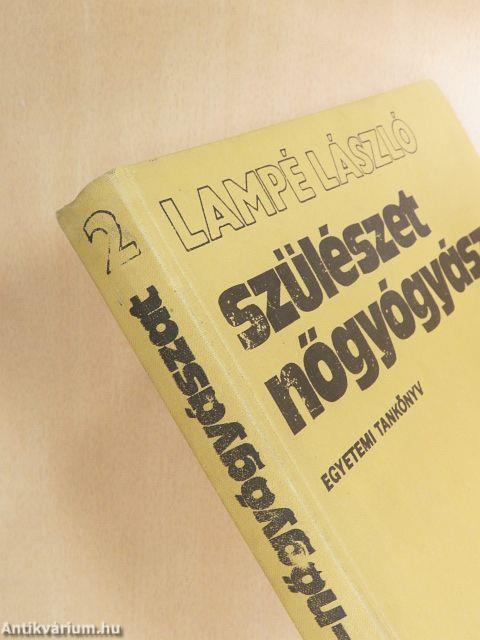 2
LAMPÉ LÁSZLÓ
szülészet
nőgyógyász
EGYETEMI TANKÖNYV
nőgyógyászat
Antikvárium.hu